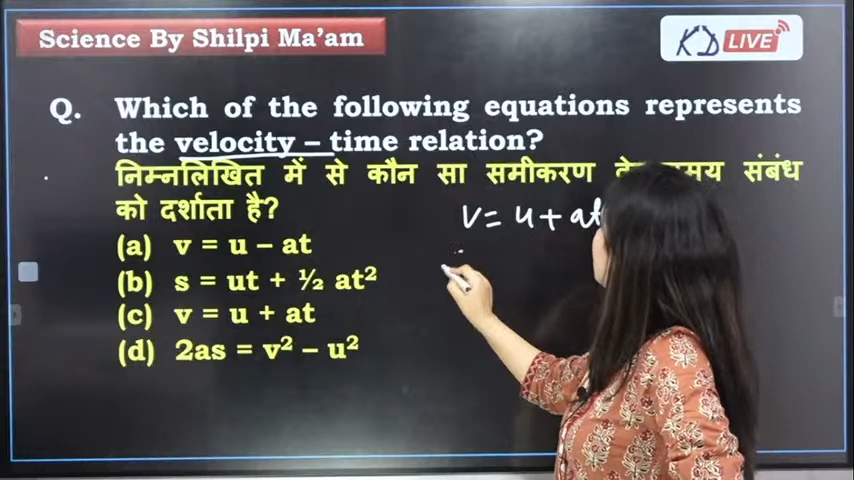 Science By Shilpi Ma'am
KD LIVE
Q. Which of the following equations represents
the velocity – time relation?
निम्नलिखित में से कौन सा समीकरण समय संबंध
को दर्शाता है?
v = u + at
(a) v = u – at
(b) s = ut + ½ at²
(c) v = u + at
(d) 2as = v² – u²